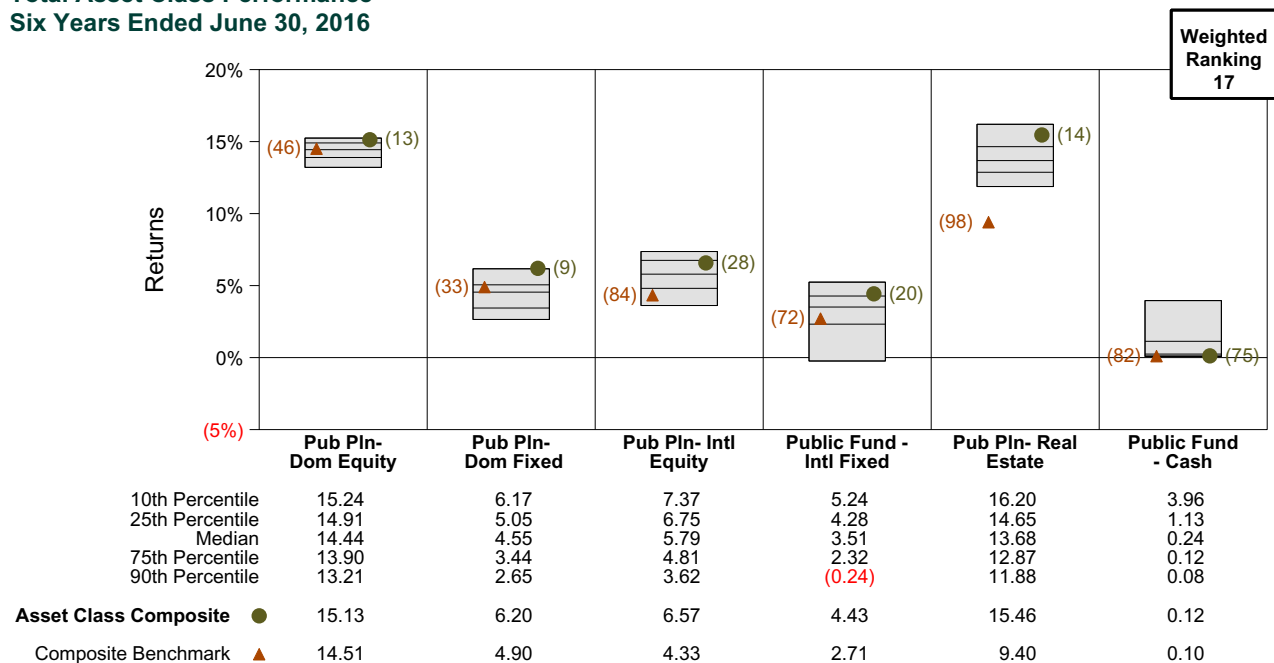 Total Asset Class Performance
Six Years Ended June 30, 2016
Weighted
Ranking
17
Returns
20%
15%
10%
5%
0%
(5%)
(46) (13)
(33) (9)
(84) (28)
(72) (20)
(98) (14)
(82) (75)
Pub Pln- Dom Equity Pub Pln- Dom Fixed Pub Pln- Intl Equity Public Fund - Intl Fixed Pub Pln- Real Estate Public Fund - Cash
10th Percentile 15.24 6.17 7.37 5.24 16.20 3.96
25th Percentile 14.91 5.05 6.75 4.28 14.65 1.13
Median 14.44 4.55 5.79 3.51 13.68 0.24
75th Percentile 13.90 3.44 4.81 2.32 12.87 0.12
90th Percentile 13.21 2.65 3.62 (0.24) 11.88 0.08
Asset Class Composite 15.13 6.20 6.57 4.43 15.46 0.12
Composite Benchmark 14.51 4.90 4.33 2.71 9.40 0.10